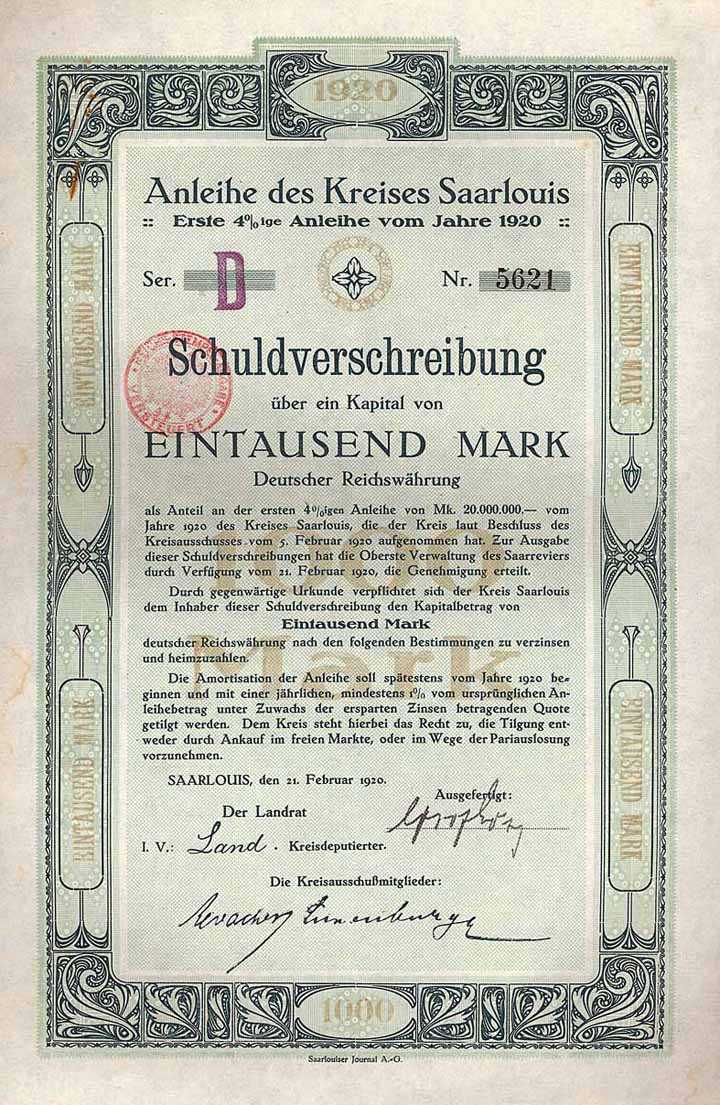 1920
Anleihe des Kreises Saarlouis
:: Erste 4%ige Anleihe vom Jahre 1920 ::
Ser. D Nr. 5621
Schuldverschreibung
über ein Kapital von
EINTAUSEND MARK
Deutscher Reichswährung
als Anteil an der ersten 4%igen Anleihe von Mk. 20.000.000.— vom
Jahre 1920 des Kreises Saarlouis, die der Kreis laut Beschluss des
Kreisausschusses vom 5. Februar 1920 aufgenommen hat. Zur Ausgabe
dieser Schuldverschreibungen hat die Oberste Verwaltung des Saarreviers
durch Verfügung vom 21. Februar 1920, die Genehmigung erteilt.
Durch gegenwärtige Urkunde verpflichtet sich der Kreis Saarlouis
dem Inhaber dieser Schuldverschreibung den Kapitalbetrag von
Eintausend Mark
deutscher Reichswährung nach den folgenden Bestimmungen zu verzinsen
und heimzuzahlen.
Die Amortisation der Anleihe soll spätestens vom Jahre 1920 be-
ginnen und mit einer jährlichen, mindestens 1% vom ursprünglichen An-
leihebetrag unter Zuwachs der ersparten Zinsen betragenden Quote
getilgt werden. Dem Kreis steht hierbei das Recht zu, die Tilgung ent-
weder durch Ankauf im freien Markte, oder im Wege der Pariauslosung
vorzunehmen.
SAARLOUIS, den 21. Februar 1920.
Ausgefertigt:
Der Landrat
I. V.: Land. Kreisdeputierter.
Die Kreisausschußmitglieder:
1000
Saarlouiser Journal A.-G.
EINTAUSEND MARK
EINTAUSEND MARK
EINTAUSEND MARK
EINTAUSEND MARK
1000
Mark
VERSTEUERT